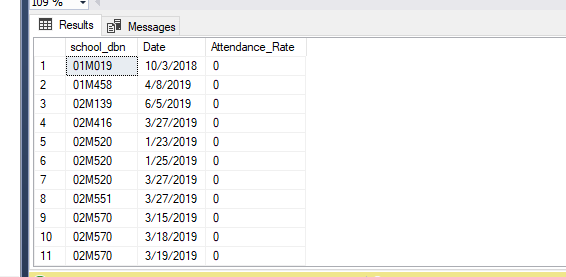 109 %
Results Messages
school_dbn Date Attendance_Rate
1 01M019 10/3/2018 0
2 01M458 4/8/2019 0
3 02M139 6/5/2019 0
4 02M416 3/27/2019 0
5 02M520 1/23/2019 0
6 02M520 1/25/2019 0
7 02M520 3/27/2019 0
8 02M551 3/27/2019 0
9 02M570 3/15/2019 0
10 02M570 3/18/2019 0
11 02M570 3/19/2019 0